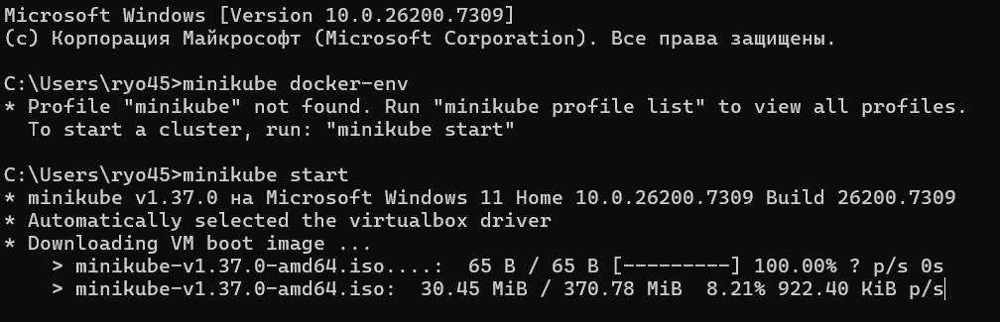 Microsoft Windows [Version 10.0.26200.7309]
(c) Корпорация Майкрософт (Microsoft Corporation). Все права защищены.
C:\Users\ryo45>minikube docker-env
* Profile "minikube" not found. Run "minikube profile list" to view all profiles.
To start a cluster, run: "minikube start"
C:\Users\ryo45>minikube start
* minikube v1.37.0 на Microsoft Windows 11 Home 10.0.26200.7309 Build 26200.7309
* Automatically selected the virtualbox driver
* Downloading VM boot image ...
> minikube-v1.37.0-amd64.iso....:  65 B / 65 B [---------] 100.00% ? p/s 0s
> minikube-v1.37.0-amd64.iso:  30.45 MiB / 370.78 MiB  8.21% 922.40 KiB p/s